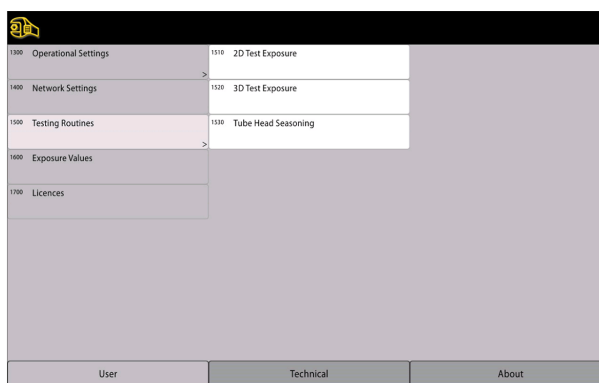 1300 Operational Settings
>
1400 Network Settings
1500 Testing Routines
>
1600 Exposure Values
1700 Licences
1510 2D Test Exposure
1520 3D Test Exposure
1530 Tube Head Seasoning
User
Technical
About